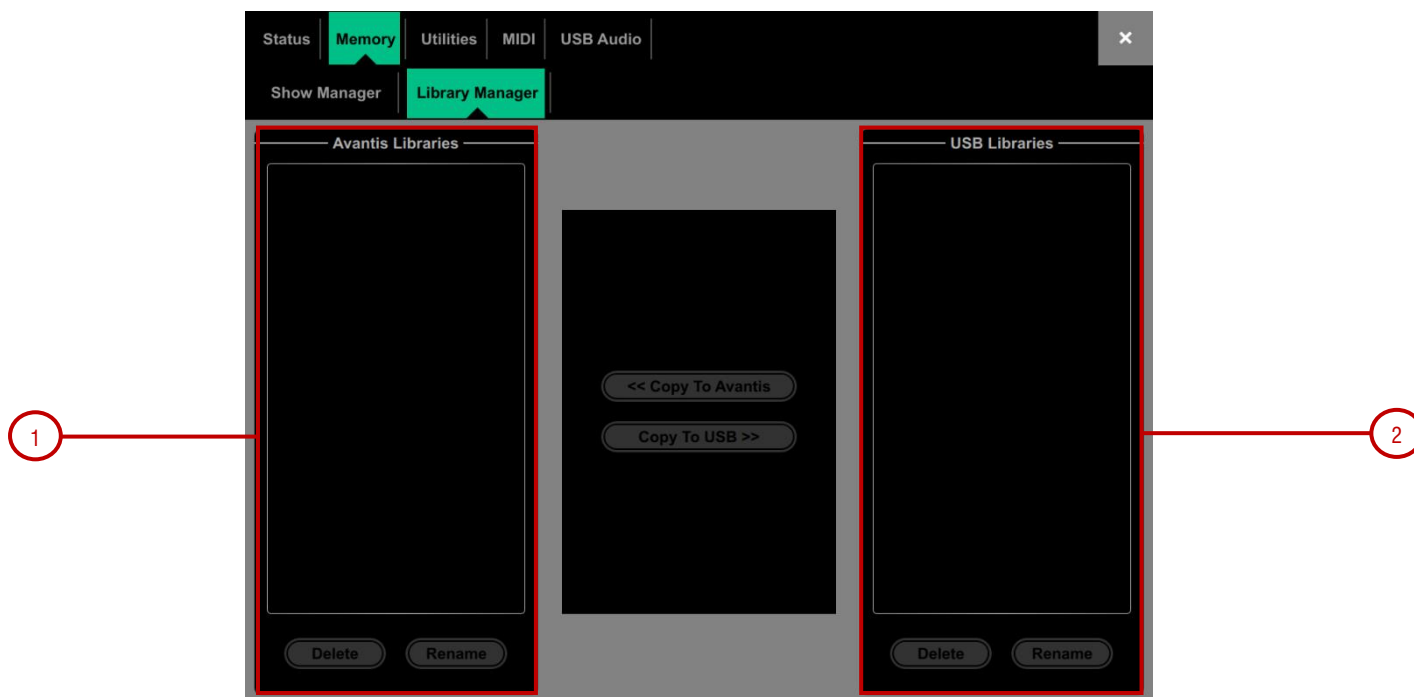 Status Memory Utilities MIDI USB Audio ×
Show Manager Library Manager
Avantis Libraries
USB Libraries
<< Copy To Avantis
Copy To USB >>
1
2
Delete Rename
Delete Rename